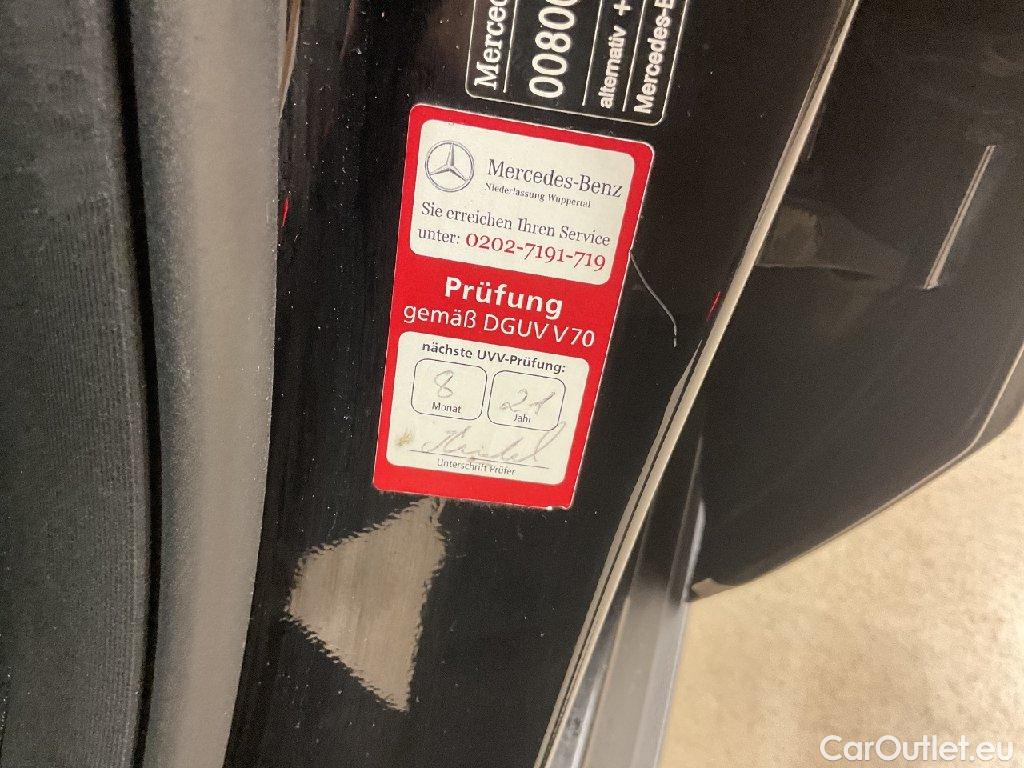 00800
alternativ +
Mercedes-Benz
Niederlassung Wuppertal
Sie erreichen Ihren Service
unter: 0202-7191-719
Prüfung
gemäß DGUV V70
nächste UVV-Prüfung:
8 21
Monat Jahr
Unterschrift Prüfer
CarOutlet.eu